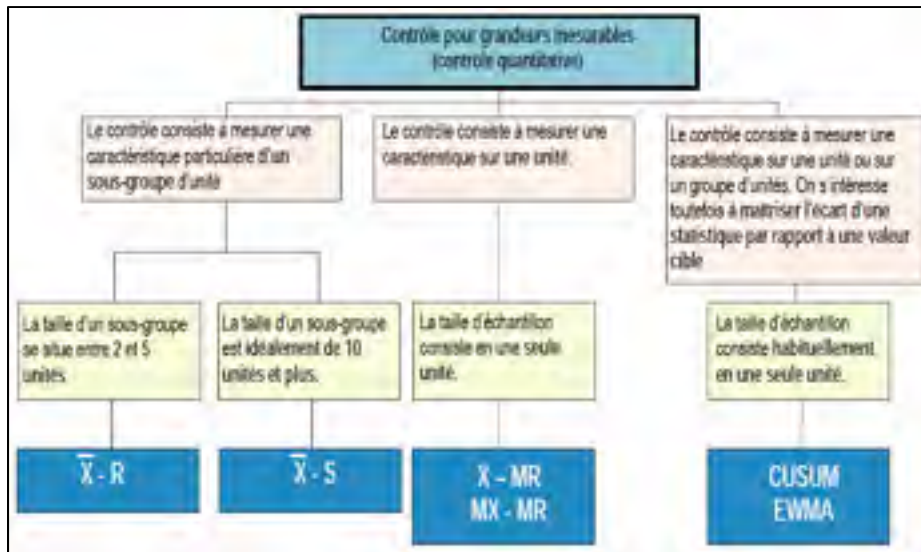 Contrôle pour grandeurs mesurables
(contrôle quantitatif)
Le contrôle consiste à mesurer une
caractéristique particulière d'un
sous-groupe d'unité
Le contrôle consiste à mesurer une
caractéristique sur une unité.
Le contrôle consiste à mesurer une
caractéristique sur une unité ou sur
un groupe d'unités. On s'intéresse
toutefois à maîtriser l'écart d'une
statistique par rapport à une valeur
cible
La taille d'un sous-groupe
se situe entre 2 et 5
unités
La taille d'un sous-groupe
est idéalement de 10
unités et plus.
La taille d'échantillon
consiste en une seule
unité.
La taille d'échantillon
consiste habituellement
en une seule unité.
X̅ - R
X̅ - S
X – MR
MX - MR
CUSUM
EWMA